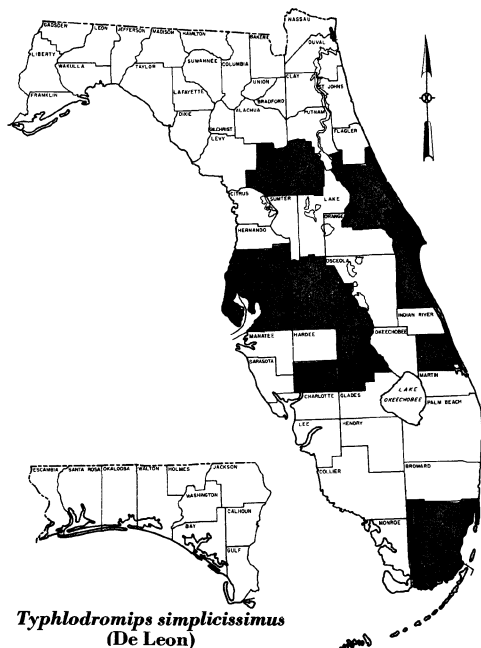 NASSAU
GADSDEN
LEON
JEFFERSON
MADISON
HAMILTON
BAKER
DUVAL
LIBERTY
WAKULLA
TAYLOR
SUWANNEE
COLUMBIA
UNION
CLAY
ST JOHNS
FRANKLIN
LAFAYETTE
BRADFORD
DIXIE
ALACHUA
PUTNAM
GILCHRIST
FLAGLER
LEVY
CITRUS
SUMTER
LAKE
ORANGE
HERNANDO
OSCEOLA
INDIAN RIVER
MANATEE
HARDEE
OKEECHOBEE
SARASOTA
MARTIN
CHARLOTTE
GLADES
LAKE
OKEECHOBEE
PALM BEACH
LEE
HENDRY
COLLIER
BROWARD
MONROE
ESCAMBIA
SANTA ROSA
OKALOOSA
WALTON
HOLMES
JACKSON
WASHINGTON
BAY
CALHOUN
GULF
Typhlodromips simplicissimus
(De Leon)